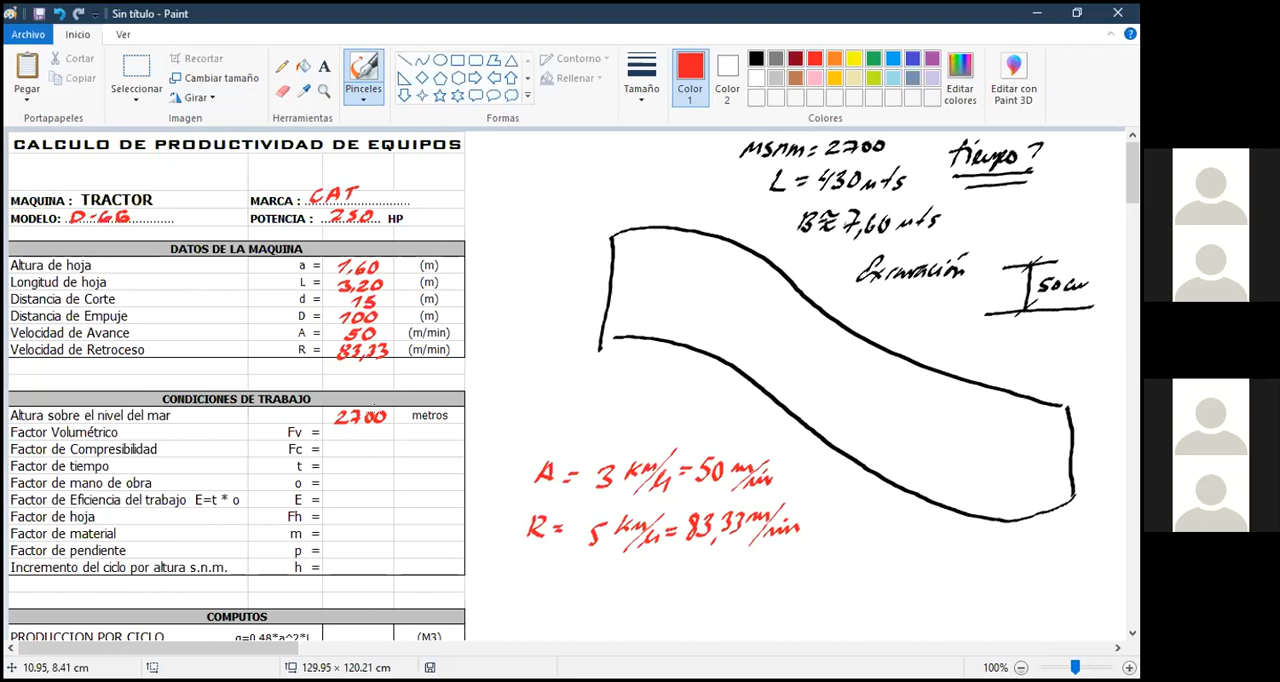 Sin título - Paint
Archivo Inicio Ver
Pegar
Cortar
Copiar
Portapapeles
Seleccionar
Recortar
Cambiar tamaño
Girar
Imagen
A
Herramientas
Pinceles
Contorno
Rellenar
Formas
Tamaño
Color 1
Color 2
Editar colores
Colores
Editar con Paint 3D
CALCULO DE PRODUCTIVIDAD DE EQUIPOS
MAQUINA : TRACTOR MARCA : CAT
MODELO: D-6G POTENCIA : 250 HP
DATOS DE LA MAQUINA
Altura de hoja a = 1,60 (m)
Longitud de hoja L = 3,20 (m)
Distancia de Corte d = 15 (m)
Distancia de Empuje D = 100 (m)
Velocidad de Avance A = 50 (m/min)
Velocidad de Retroceso R = 83,33 (m/min)
CONDICIONES DE TRABAJO
Altura sobre el nivel del mar 2700 metros
Factor Volumétrico Fv =
Factor de Compresibilidad Fc =
Factor de tiempo t =
Factor de mano de obra o =
Factor de Eficiencia del trabajo E=t * o E =
Factor de hoja Fh =
Factor de material m =
Factor de pendiente p =
Incremento del ciclo por altura s.n.m. h =
COMPUTOS
PRODUCCION POR CICLO q=0.48*a^2*L (M3)
MSNM = 2700
tiempo ?
L = 430 mts
B ≈ 7,60 mts
Excavación
50 cm
A = 3 Km/H = 50 m/min
R = 5 Km/H = 83,33 m/min
10.95, 8.41 cm
129.95 × 120.21 cm
100%